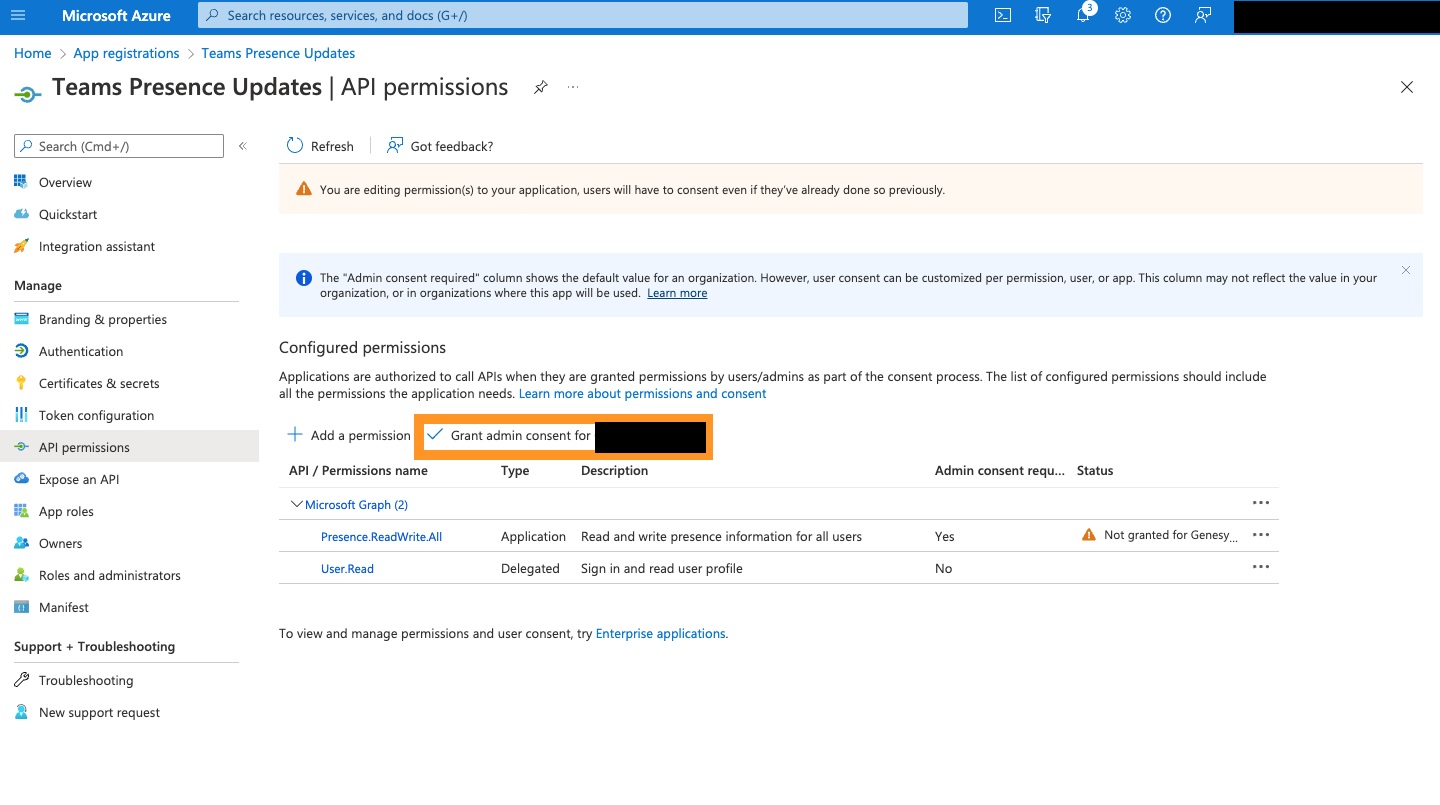 Microsoft Azure
Search resources, services, and docs (G+/)
3
Home > App registrations > Teams Presence Updates
Teams Presence Updates | API permissions
Search (Cmd+/)
Overview
Quickstart
Integration assistant
Manage
Branding & properties
Authentication
Certificates & secrets
Token configuration
API permissions
Expose an API
App roles
Owners
Roles and administrators
Manifest
Support + Troubleshooting
Troubleshooting
New support request
Refresh
Got feedback?
You are editing permission(s) to your application, users will have to consent even if they've already done so previously.
The "Admin consent required" column shows the default value for an organization. However, user consent can be customized per permission, user, or app. This column may not reflect the value in your
organization, or in organizations where this app will be used. Learn more
Configured permissions
Applications are authorized to call APIs when they are granted permissions by users/admins as part of the consent process. The list of configured permissions should include
all the permissions the application needs. Learn more about permissions and consent
Add a permission
Grant admin consent for
API / Permissions name Type Description Admin consent requ... Status
Microsoft Graph (2)
Presence.ReadWrite.All Application Read and write presence information for all users Yes Not granted for Genesy...
User.Read Delegated Sign in and read user profile No
To view and manage permissions and user consent, try Enterprise applications.